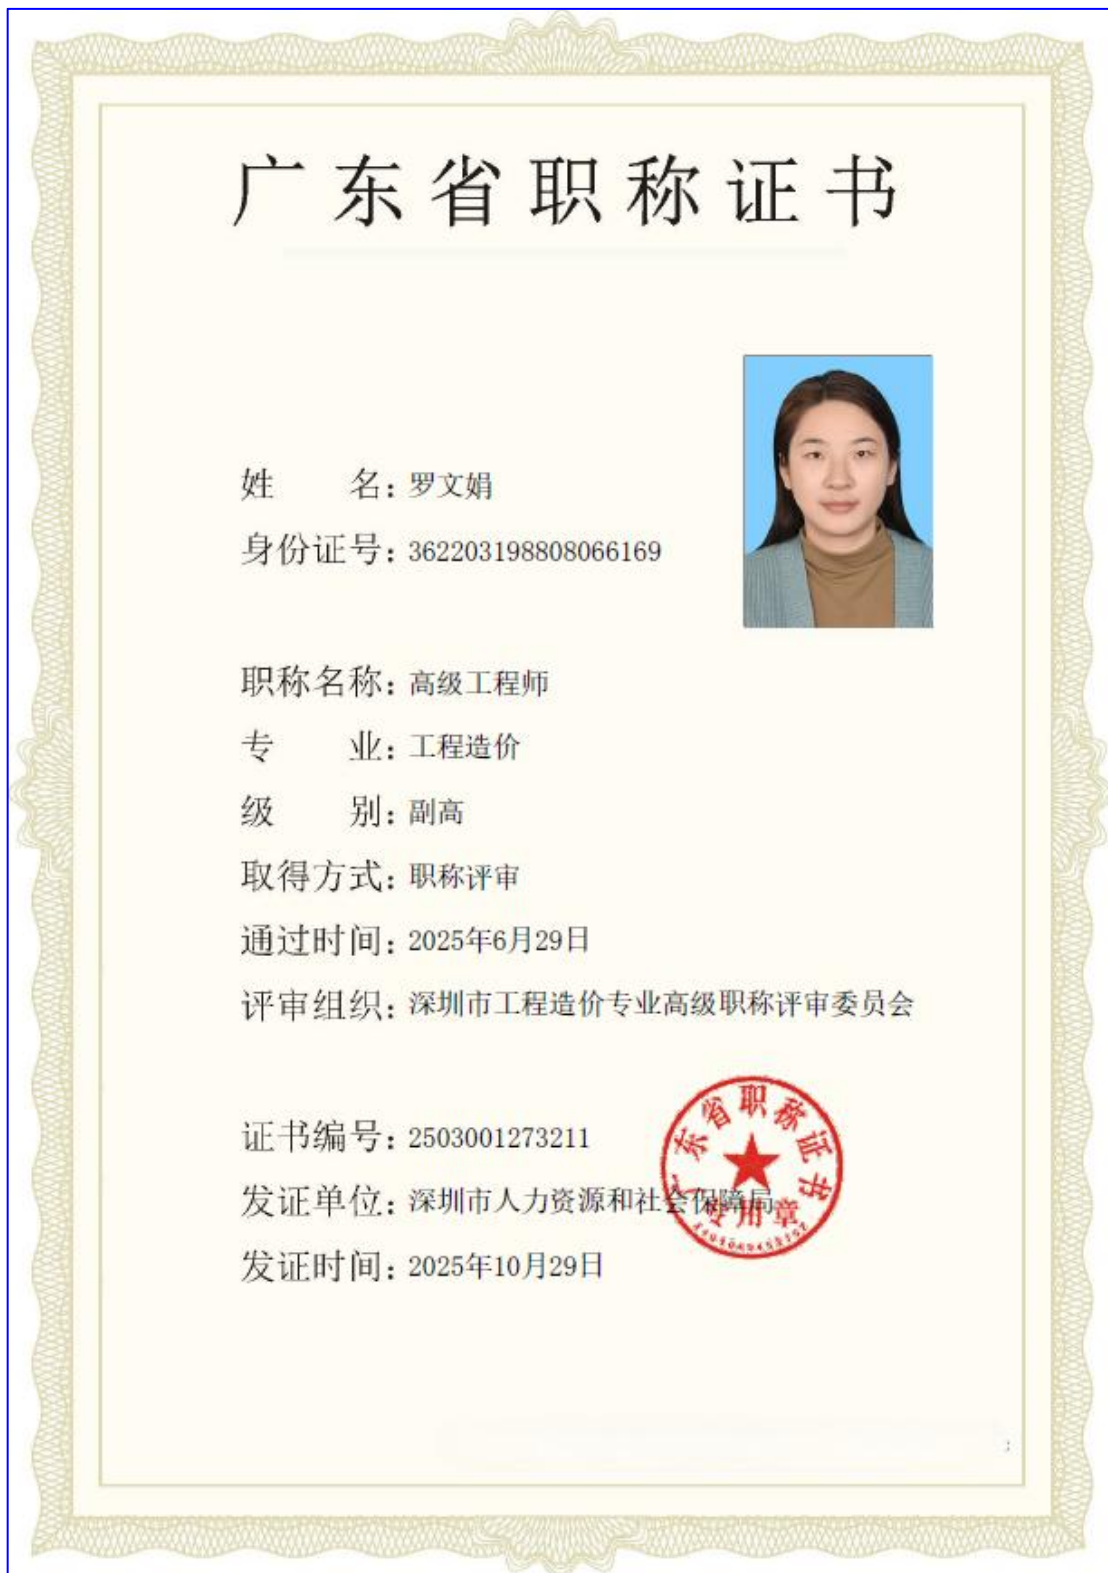 广东省职称证书
姓 名：罗文娟
身份证号：362203198808066169
职称名称：高级工程师
专 业：工程造价
级 别：副高
取得方式：职称评审
通过时间：2025年6月29日
评审组织：深圳市工程造价专业高级职称评审委员会
证书编号：2503001273211
发证单位：深圳市人力资源和社会保障局
发证时间：2025年10月29日
广东省职称证书
专用章